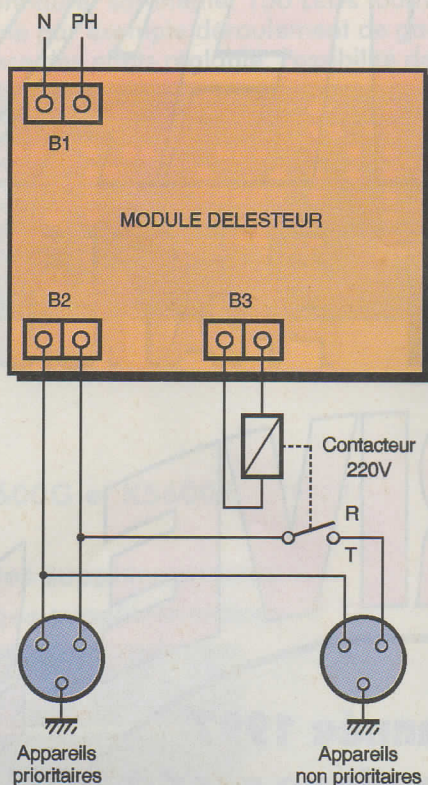 N PH
B1
MODULE DELESTEUR
B2 B3
Contacteur
220V
R
T
Appareils
prioritaires
Appareils
non prioritaires